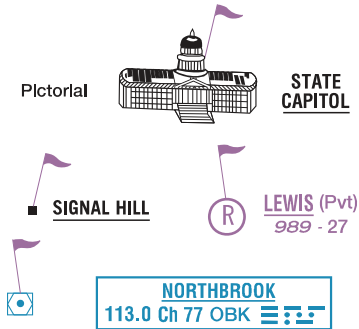 Pictorial
STATE
CAPITOL
SIGNAL HILL
R
LEWIS (Pvt)
989 - 27
NORTHBROOK
113.0 Ch 77 OBK